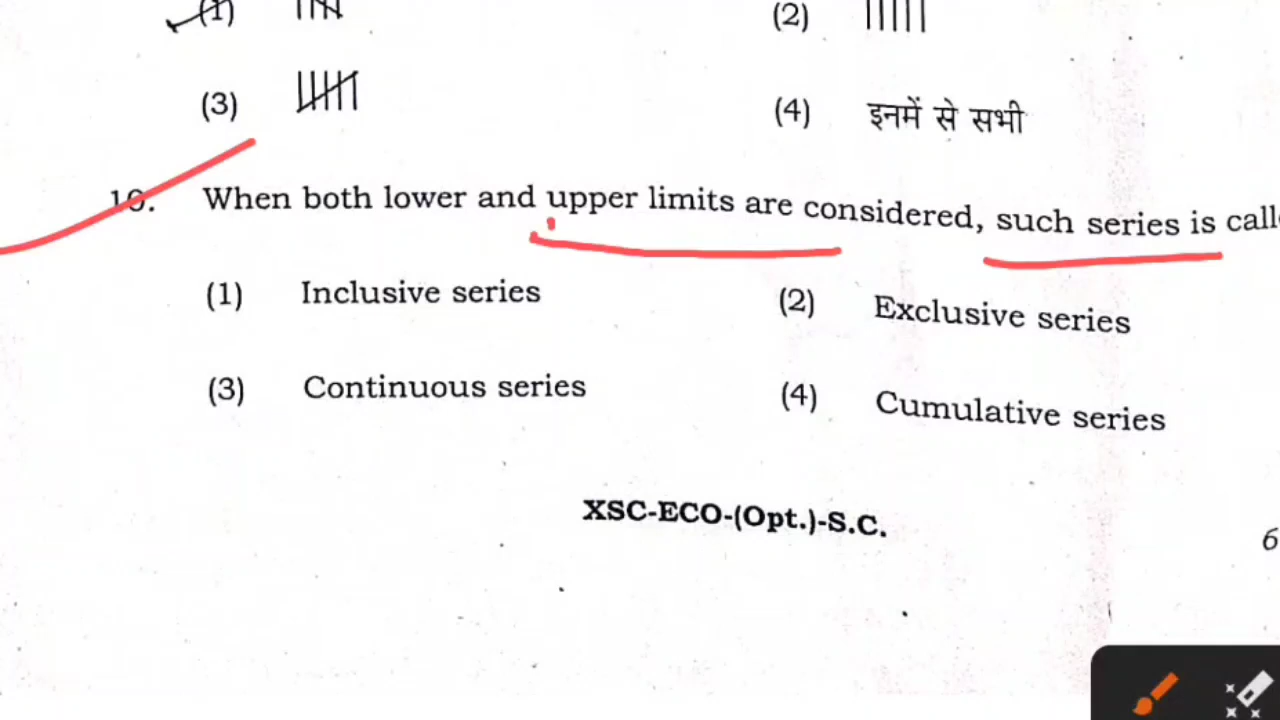 (1) (2)
(3) (4) इनमें से सभी
10. When both lower and upper limits are considered, such series is
(1) Inclusive series (2) Exclusive series
(3) Continuous series (4) Cumulative series
XSC-ECO-(Opt.)-S.C.
6